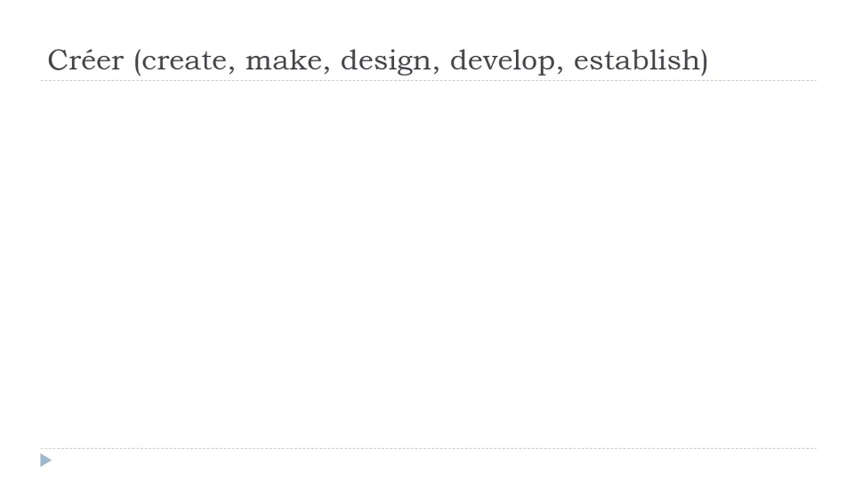 Créer (create, make, design, develop, establish)